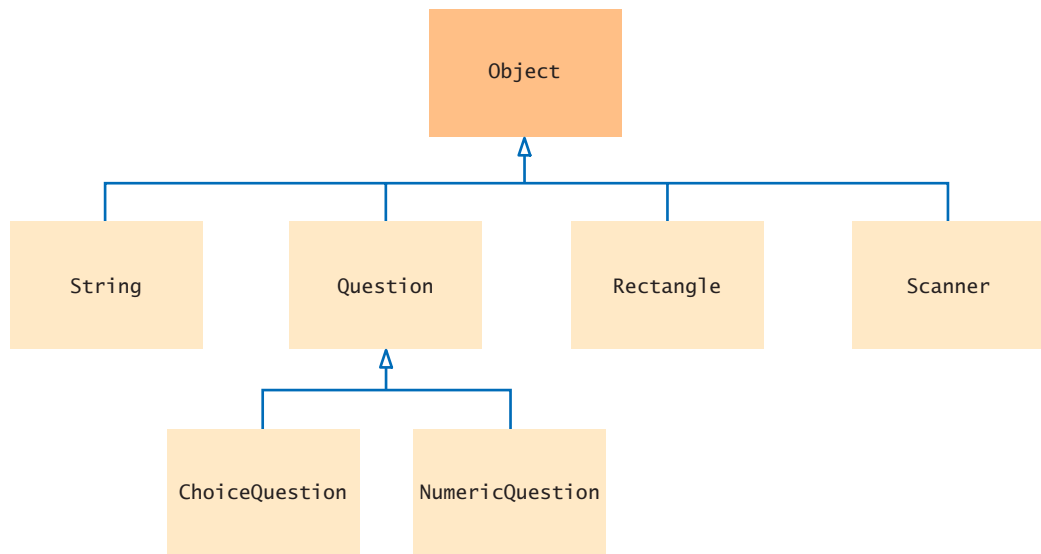 Object
String
Question
Rectangle
Scanner
ChoiceQuestion
NumericQuestion